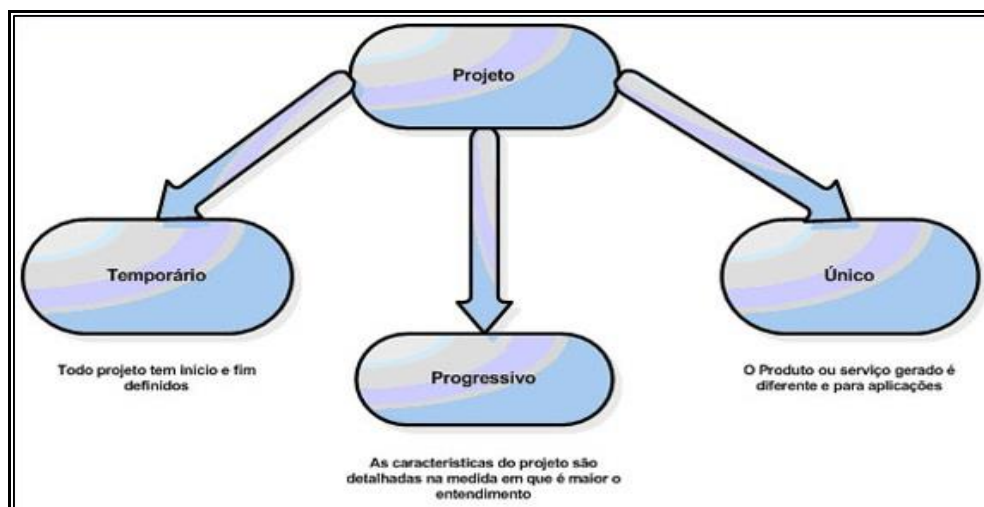 Projeto
Temporário
Único
Todo projeto tem início e fim
definidos
Progressivo
O Produto ou serviço gerado é
diferente e para aplicações
As caracteristicas do projeto são
detalhadas na medida em que é maior o
entendimento